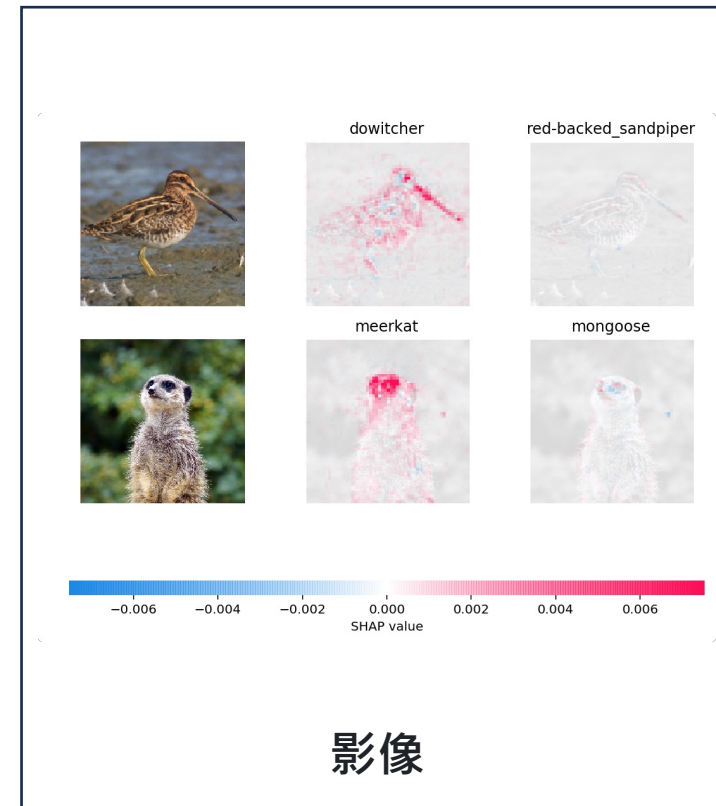 dowitcher
red-backed_sandpiper
meerkat
mongoose
−0.006 −0.004 −0.002 0.000 0.002 0.004 0.006
SHAP value
影像